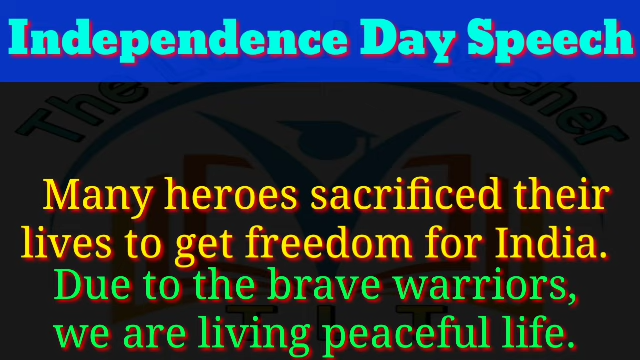 Independence Day Speech
Many heroes sacrificed their
lives to get freedom for India.
Due to the brave warriors,
we are living peaceful life.